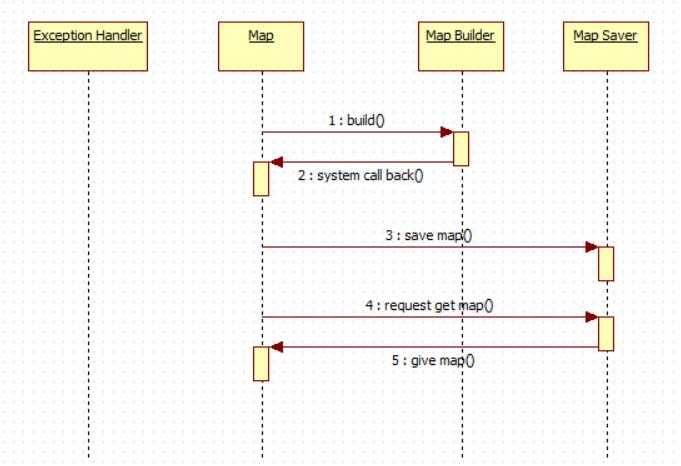 Exception Handler
Map
Map Builder
Map Saver
1 : build()
2 : system call back()
3 : save map()
4 : request get map()
5 : give map()